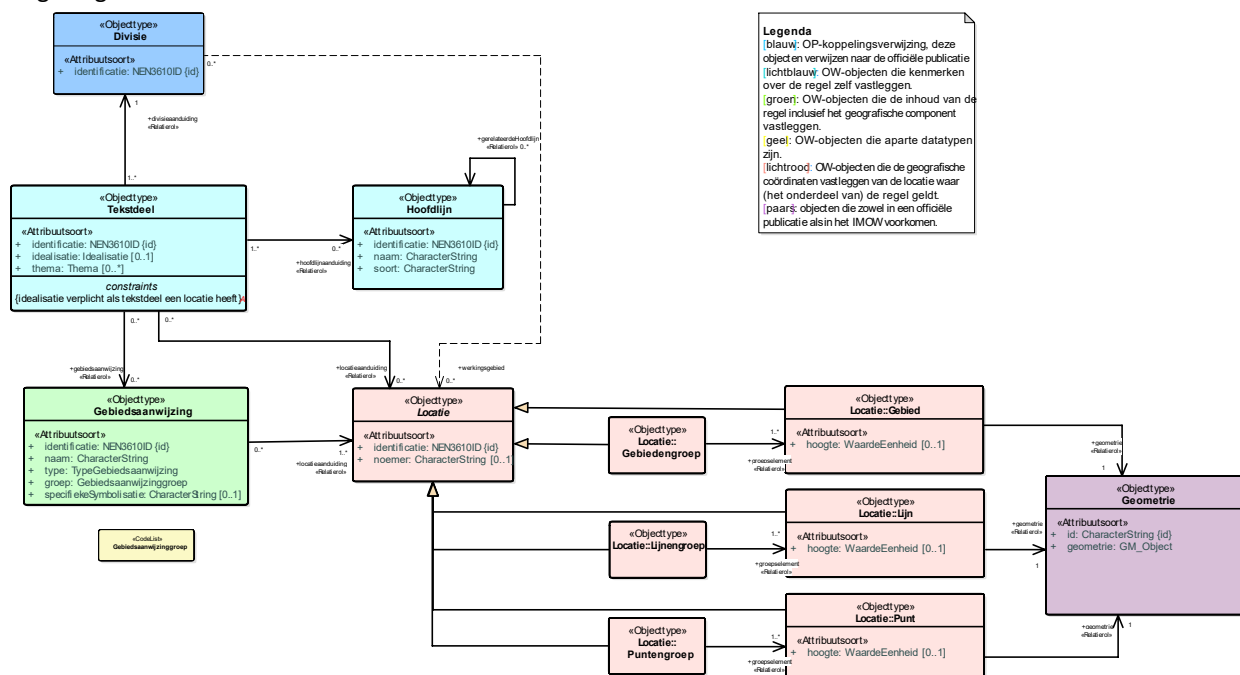 «Objecttype»
Divisie
«Attribuutsoort»
+ identificatie: NEN3610ID {id}
0..*
1
+divisieaanduiding
«Relatierol»
1..*
«Objecttype»
Tekstdeel
«Attribuutsoort»
+ identificatie: NEN3610ID {id}
+ idealisatie: Idealisatie [0..1]
+ thema: Thema [0..*]
constraints
{idealisatie verplicht als tekstdeel een locatie heeft}
1..*
0..*
+hoofdlijnaanduiding
«Relatierol»
+gerelateerdeHoofdlijn
«Relatierol» 0..*
«Objecttype»
Hoofdlijn
«Attribuutsoort»
+ identificatie: NEN3610ID {id}
+ naam: CharacterString
+ soort: CharacterString
Legenda
[blauw]: OP-koppelingsverwijzing, deze
objecten verwijzen naar de officiële publicatie
[lichtblauw]: OW-objecten die kenmerken
over de regel zelf vastleggen.
[groen]: OW-objecten die de inhoud van de
regel inclusief het geografische component
vastleggen.
[geel]: OW-objecten die aparte datatypen
zijn.
[lichtrood]: OW-objecten die de geografische
coördinaten vastleggen van de locatie waar
(het onderdeel van) de regel geldt.
[paars]: objecten die zowel in een officiële
publicatie als in het IMOW voorkomen.
0..*
0..*
+gebiedsaanwijzing
«Relatierol»
0..*
+locatieaanduiding
«Relatierol»
0..*
+werkingsgebied
0..*
«Objecttype»
Gebiedsaanwijzing
«Attribuutsoort»
+ identificatie: NEN3610ID {id}
+ naam: CharacterString
+ type: TypeGebiedsaanwijzing
+ groep: Gebiedsaanwijzinggroep
+ specifiekeSymbolisatie: CharacterString [0..1]
0..*
1..*
+locatieaanduiding
«Relatierol»
«CodeList»
Gebiedsaanwijzinggroep
«Objecttype»
Locatie
«Attribuutsoort»
+ identificatie: NEN3610ID {id}
+ noemer: CharacterString [0..1]
«Objecttype»
Locatie::
Gebiedengroep
1..*
+groepselement
«Relatierol»
«Objecttype»
Locatie::Gebied
«Attribuutsoort»
+ hoogte: WaardeEenheid [0..1]
+geometrie
«Relatierol»
1
«Objecttype»
Locatie::Lijnengroep
1..*
+groepselement
«Relatierol»
«Objecttype»
Locatie::Lijn
«Attribuutsoort»
+ hoogte: WaardeEenheid [0..1]
+geometrie
«Relatierol»
1
«Objecttype»
Geometrie
«Attribuutsoort»
+ id: CharacterString {id}
+ geometrie: GM_Object
«Objecttype»
Locatie::
Puntengroep
1..*
+groepselement
«Relatierol»
«Objecttype»
Locatie::Punt
«Attribuutsoort»
+ hoogte: WaardeEenheid [0..1]
+geometrie
«Relatierol»
1